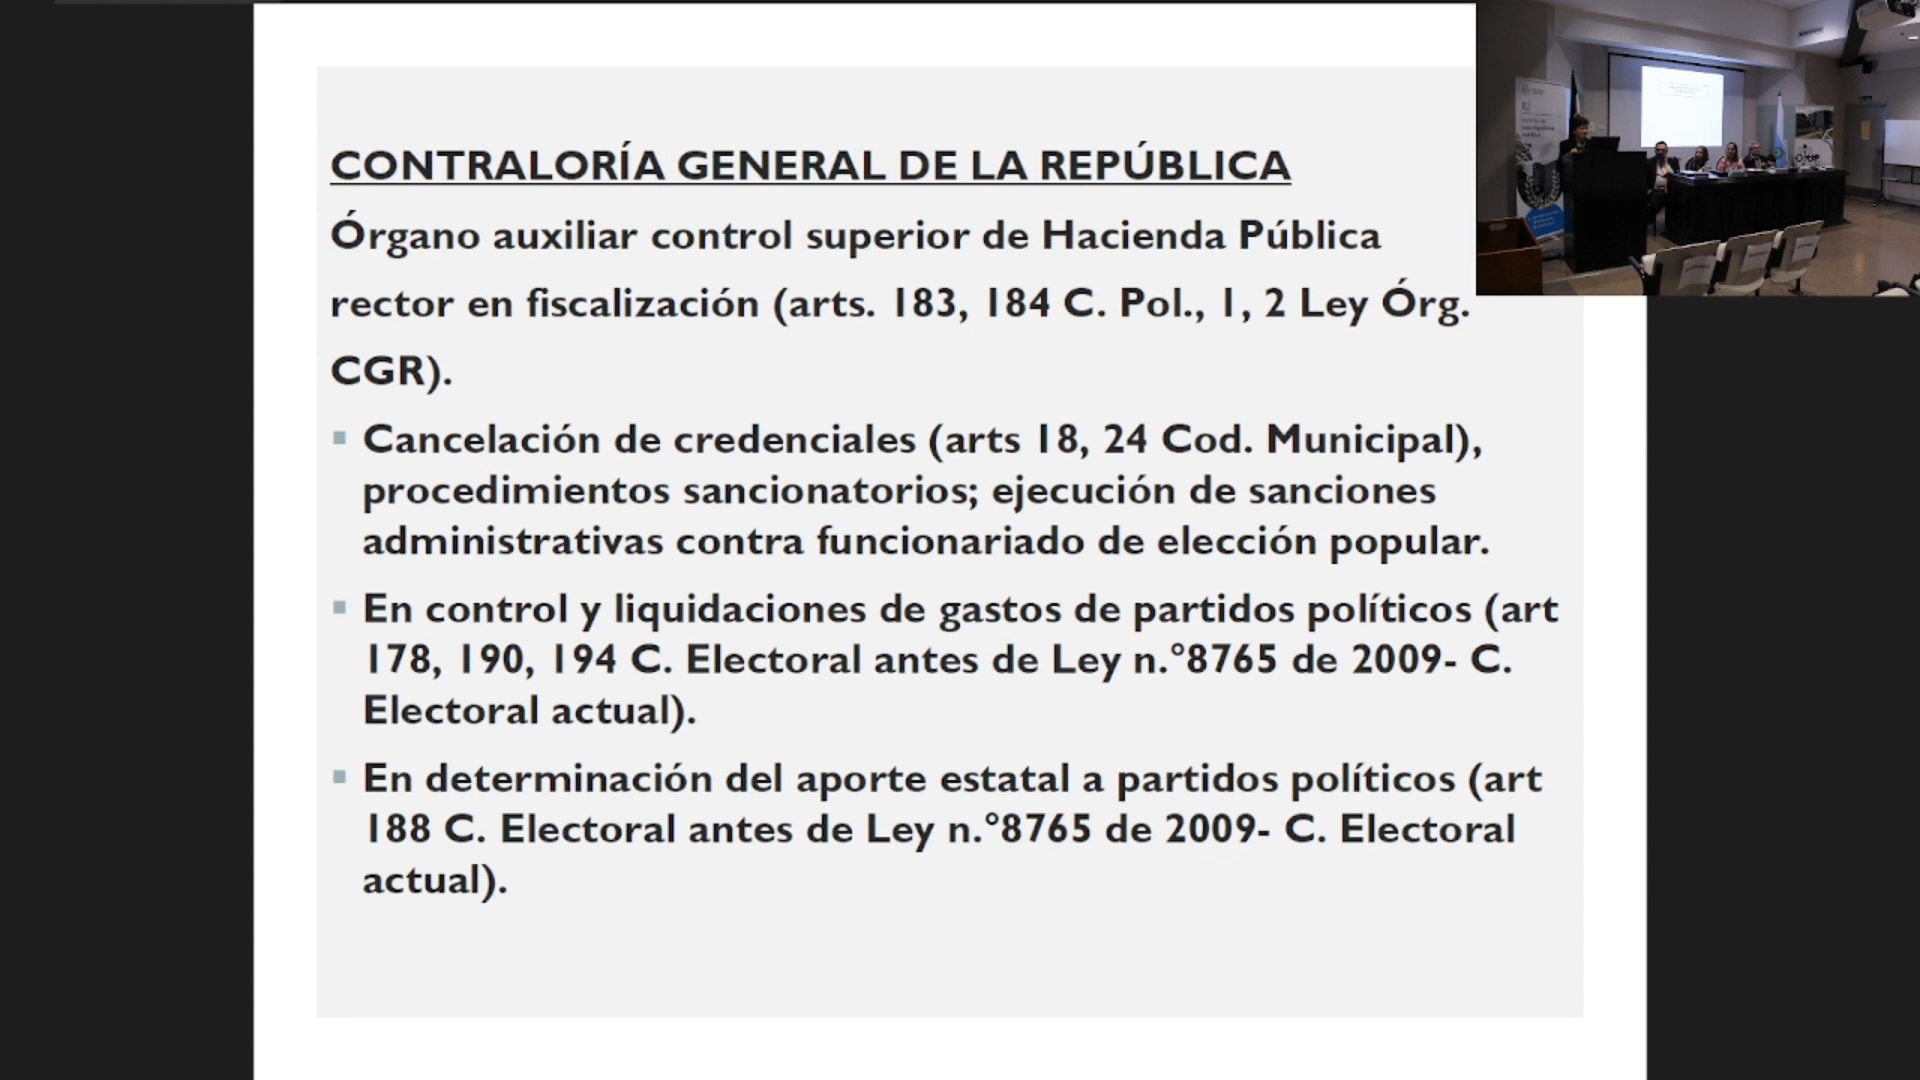 CONTRALORÍA GENERAL DE LA REPÚBLICA
Órgano auxiliar control superior de Hacienda Pública
rector en fiscalización (arts. 183, 184 C. Pol., 1, 2 Ley Órg.
CGR).
Cancelación de credenciales (arts 18, 24 Cod. Municipal),
procedimientos sancionatorios; ejecución de sanciones
administrativas contra funcionariado de elección popular.
En control y liquidaciones de gastos de partidos políticos (art
178, 190, 194 C. Electoral antes de Ley n.°8765 de 2009- C.
Electoral actual).
En determinación del aporte estatal a partidos políticos (art
188 C. Electoral antes de Ley n.°8765 de 2009- C. Electoral
actual).